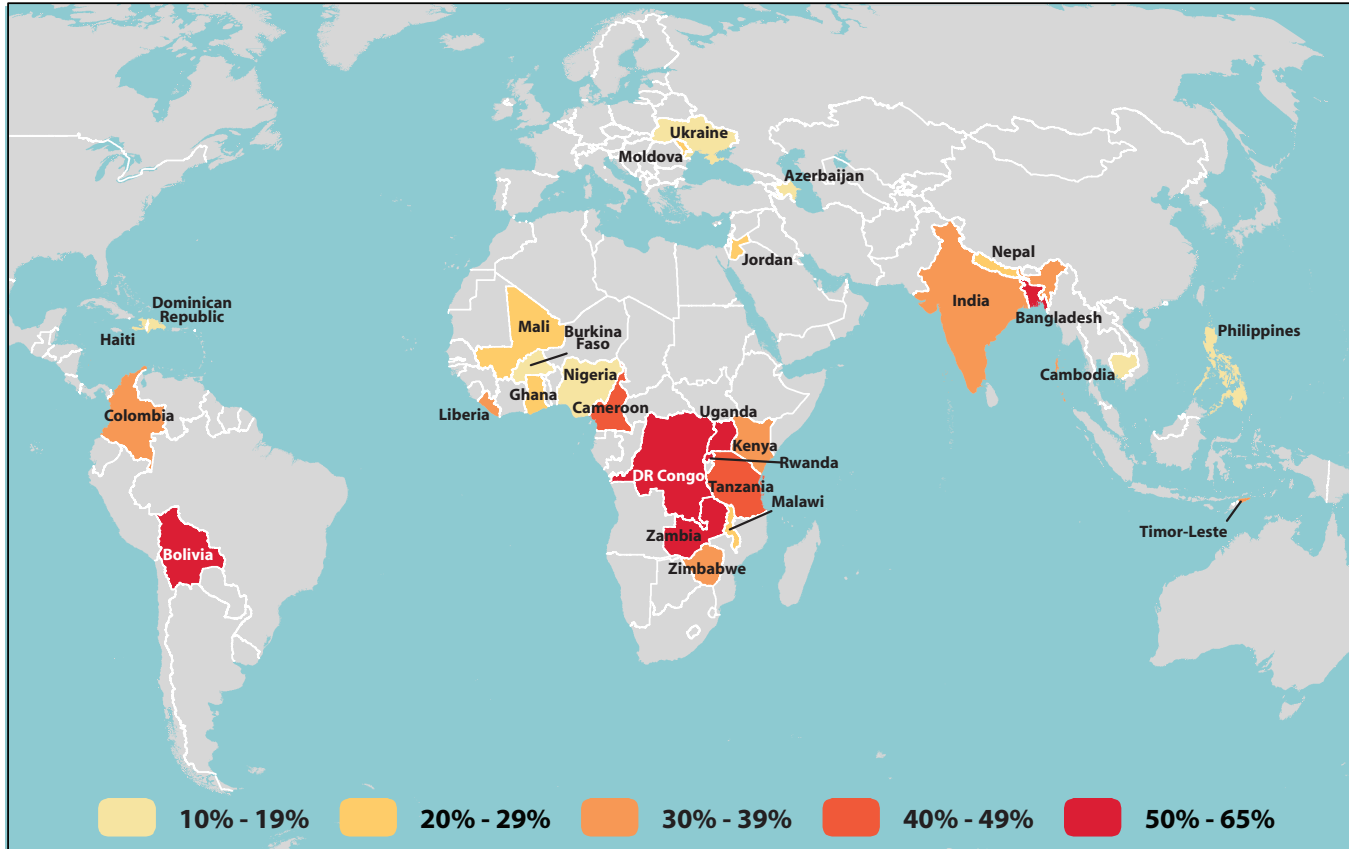 Ukraine
Moldova
Azerbaijan
Jordan
Nepal
India
Bangladesh
Dominican
Republic
Haiti
Mali
Burkina
Faso
Nigeria
Ghana
Liberia
Cameroon
Philippines
Cambodia
Colombia
Uganda
Kenya
Rwanda
DR Congo
Tanzania
Malawi
Zambia
Zimbabwe
Timor-Leste
Bolivia
10% - 19%
20% - 29%
30% - 39%
40% - 49%
50% - 65%